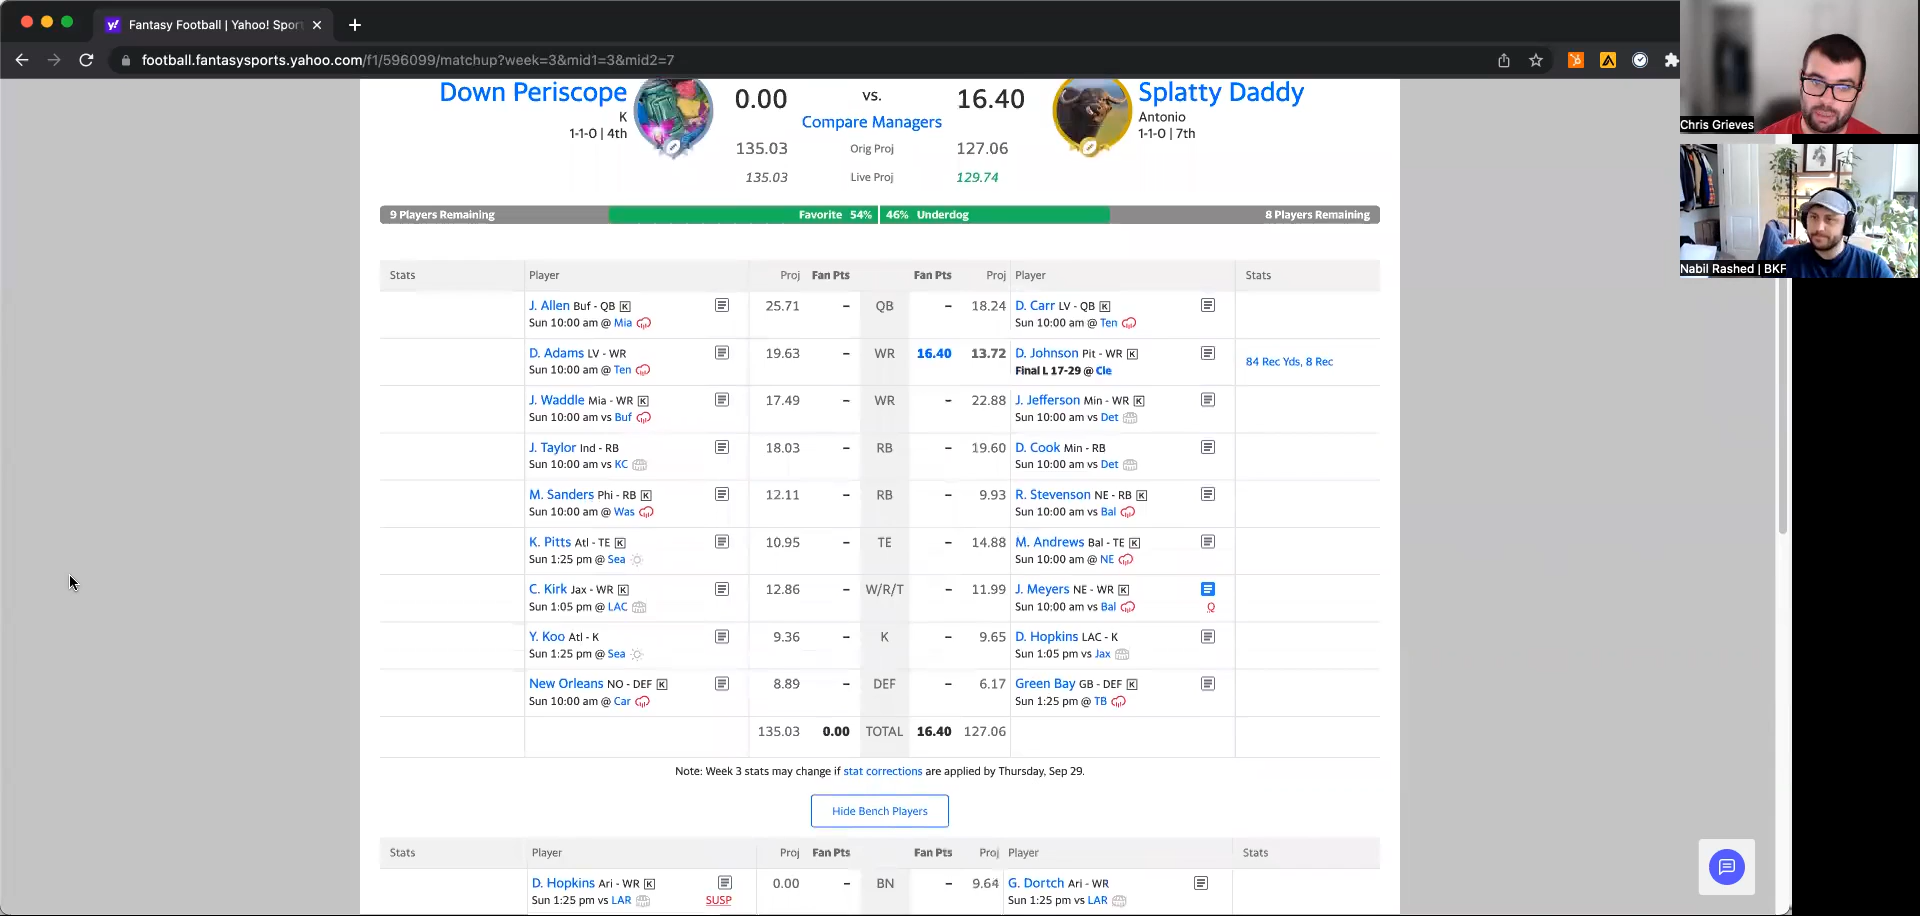 Fantasy Football | Yahoo! Spor
football.fantasysports.yahoo.com/f1/596099/matchup?week=3&mid1=3&mid2=7
Chris Grieves
Nabil Rashed | BKF
Down Periscope
K
1-1-0 | 4th
0.00 vs. 16.40
Compare Managers
135.03 Orig Proj 127.06
135.03 Live Proj 129.74
Splatty Daddy
Antonio
1-1-0 | 7th
9 Players Remaining Favorite 54% 46% Underdog 8 Players Remaining
Stats Player Proj Fan Pts Fan Pts Proj Player Stats
J. Allen Buf - QB K 25.71 – QB – 18.24 D. Carr LV - QB K
Sun 10:00 am @ Mia Sun 10:00 am @ Ten
D. Adams LV - WR 19.63 – WR 16.40 13.72 D. Johnson Pit - WR K 84 Rec Yds, 8 Rec
Sun 10:00 am @ Ten Final L 17-29 @ Cle
J. Waddle Mia - WR K 17.49 – WR – 22.88 J. Jefferson Min - WR K
Sun 10:00 am vs Buf Sun 10:00 am vs Det
J. Taylor Ind - RB 18.03 – RB – 19.60 D. Cook Min - RB
Sun 10:00 am vs KC Sun 10:00 am vs Det
M. Sanders Phi - RB K 12.11 – RB – 9.93 R. Stevenson NE - RB K
Sun 10:00 am @ Was Sun 10:00 am vs Bal
K. Pitts Atl - TE K 10.95 – TE – 14.88 M. Andrews Bal - TE K
Sun 1:25 pm @ Sea Sun 10:00 am @ NE
C. Kirk Jax - WR K 12.86 – W/R/T – 11.99 J. Meyers NE - WR K
Sun 1:05 pm @ LAC Sun 10:00 am vs Bal Q
Y. Koo Atl - K 9.36 – K – 9.65 D. Hopkins LAC - K
Sun 1:25 pm @ Sea Sun 1:05 pm vs Jax
New Orleans NO - DEF K 8.89 – DEF – 6.17 Green Bay GB - DEF K
Sun 10:00 am @ Car Sun 1:25 pm @ TB
135.03 0.00 TOTAL 16.40 127.06
Note: Week 3 stats may change if stat corrections are applied by Thursday, Sep 29.
Hide Bench Players
Stats Player Proj Fan Pts Fan Pts Proj Player Stats
D. Hopkins Ari - WR K 0.00 – BN – 9.64 G. Dortch Ari - WR
Sun 1:25 pm vs LAR SUSP Sun 1:25 pm vs LAR